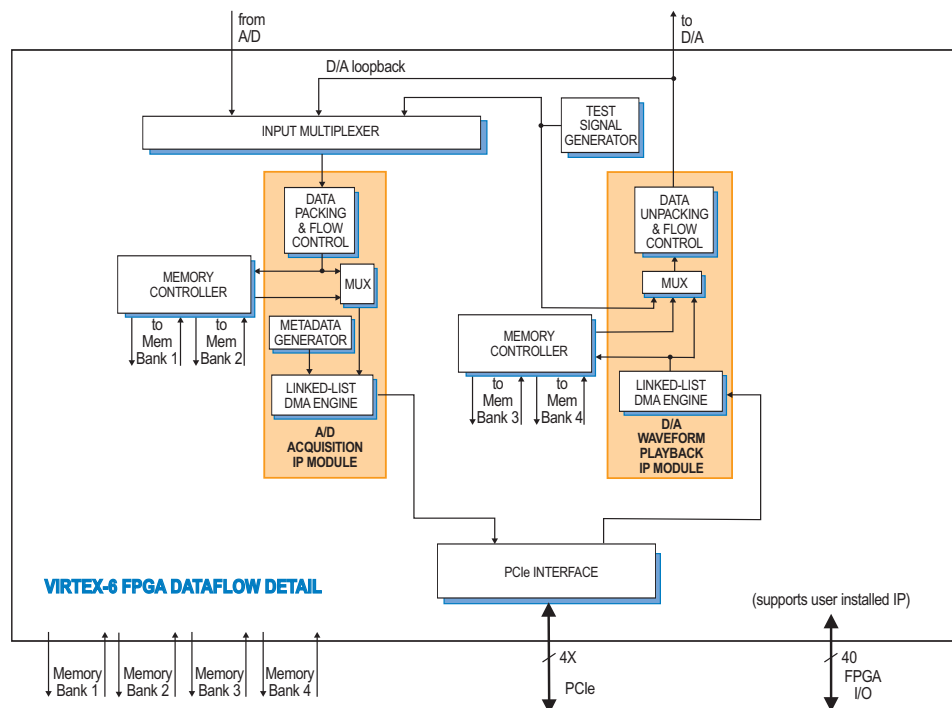 from
A/D
to
D/A
D/A loopback
INPUT MULTIPLEXER
TEST
SIGNAL
GENERATOR
DATA
PACKING
& FLOW
CONTROL
DATA
UNPACKING
& FLOW
CONTROL
MEMORY
CONTROLLER
MUX
MUX
to
Mem
Bank 1
to
Mem
Bank 2
METADATA
GENERATOR
MEMORY
CONTROLLER
LINKED-LIST
DMA ENGINE
to
Mem
Bank 3
to
Mem
Bank 4
LINKED-LIST
DMA ENGINE
A/D
ACQUISITION
IP MODULE
D/A
WAVEFORM
PLAYBACK
IP MODULE
PCIe INTERFACE
VIRTEX-6 FPGA DATAFLOW DETAIL
(supports user installed IP)
Memory
Bank 1
Memory
Bank 2
Memory
Bank 3
Memory
Bank 4
4X
PCIe
40
FPGA
I/O